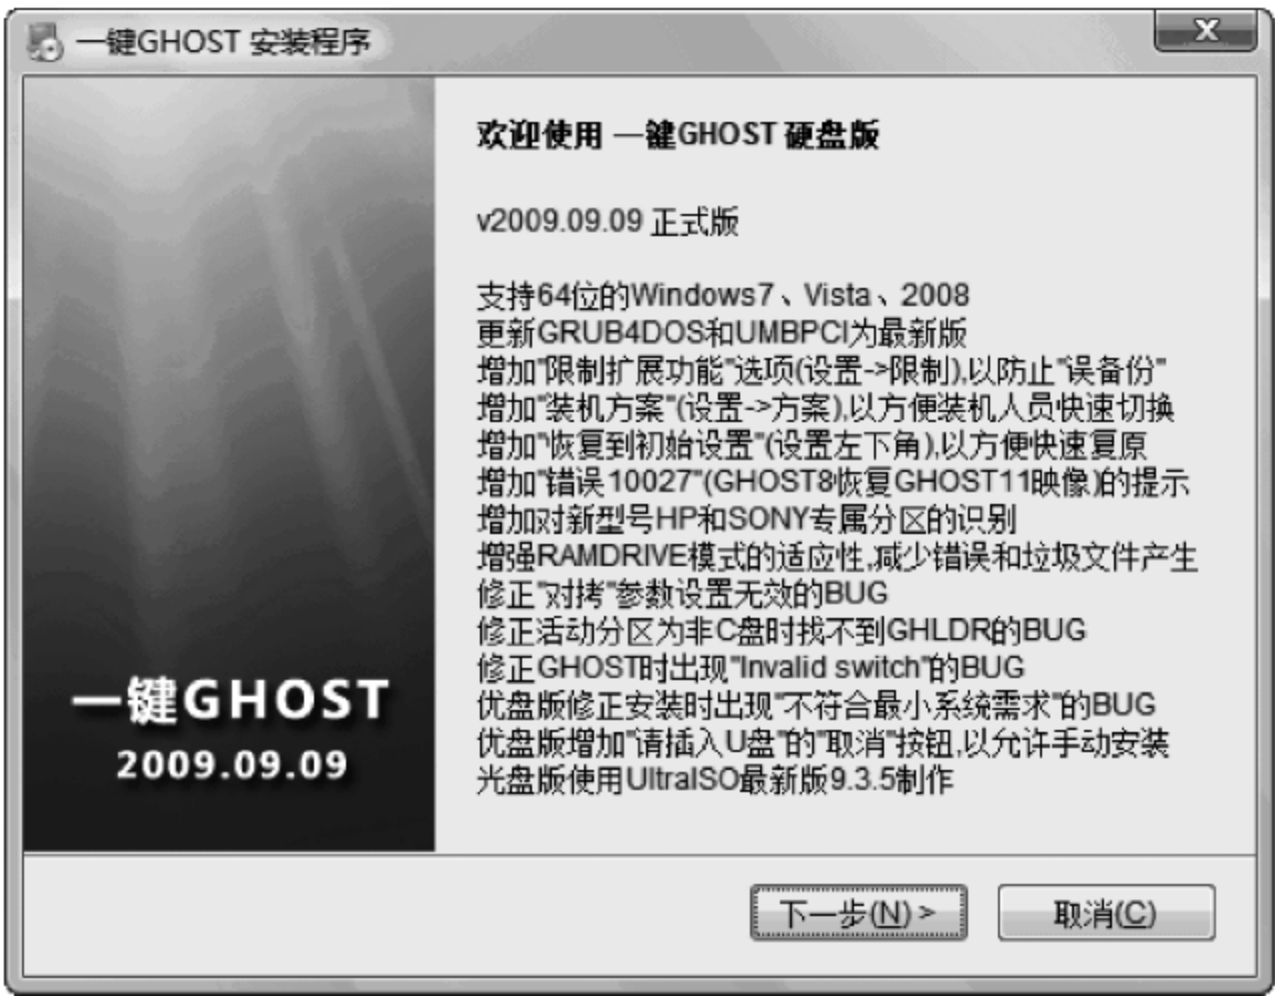 一键GHOST 安装程序
欢迎使用 一键GHOST 硬盘版
v2009.09.09 正式版
支持64位的Windows7、Vista、2008
更新GRUB4DOS和UMBPCI为最新版
增加"限制扩展功能"选项(设置->限制),以防止"误备份"
增加"装机方案"(设置->方案),以方便装机人员快速切换
增加"恢复到初始设置"(设置左下角),以方便快速复原
增加"错误10027"(GHOST8恢复GHOST11映像)的提示
增加对新型号HP和SONY专属分区的识别
增强RAMDRIVE模式的适应性,减少错误和垃圾文件产生
修正"对拷"参数设置无效的BUG
修正活动分区为非C盘时找不到GHLDR的BUG
修正GHOST时出现"Invalid switch"的BUG
优盘版修正安装时出现"不符合最小系统需求"的BUG
优盘版增加"请插入U盘"的"取消"按钮,以允许手动安装
光盘版使用UltraISO最新版9.3.5制作
一键GHOST
2009.09.09
下一步(N) >
取消(C)